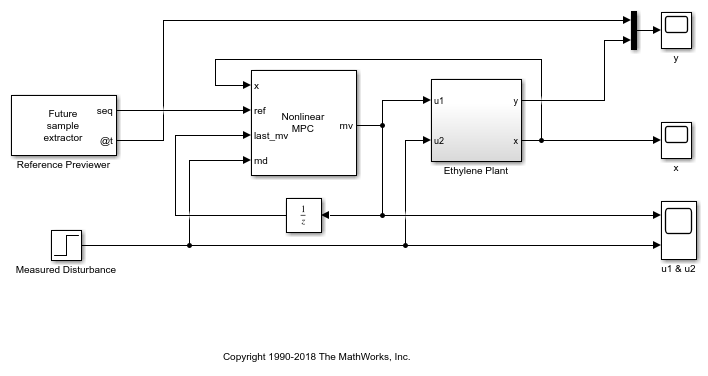 y
x
Future
sample
extractor
seq
@t
Reference Previewer
x
ref
last_mv
md
Nonlinear
MPC
mv
u1
u2
y
x
Ethylene Plant
x
1
z
Measured Disturbance
u1 & u2
Copyright 1990-2018 The MathWorks, Inc.